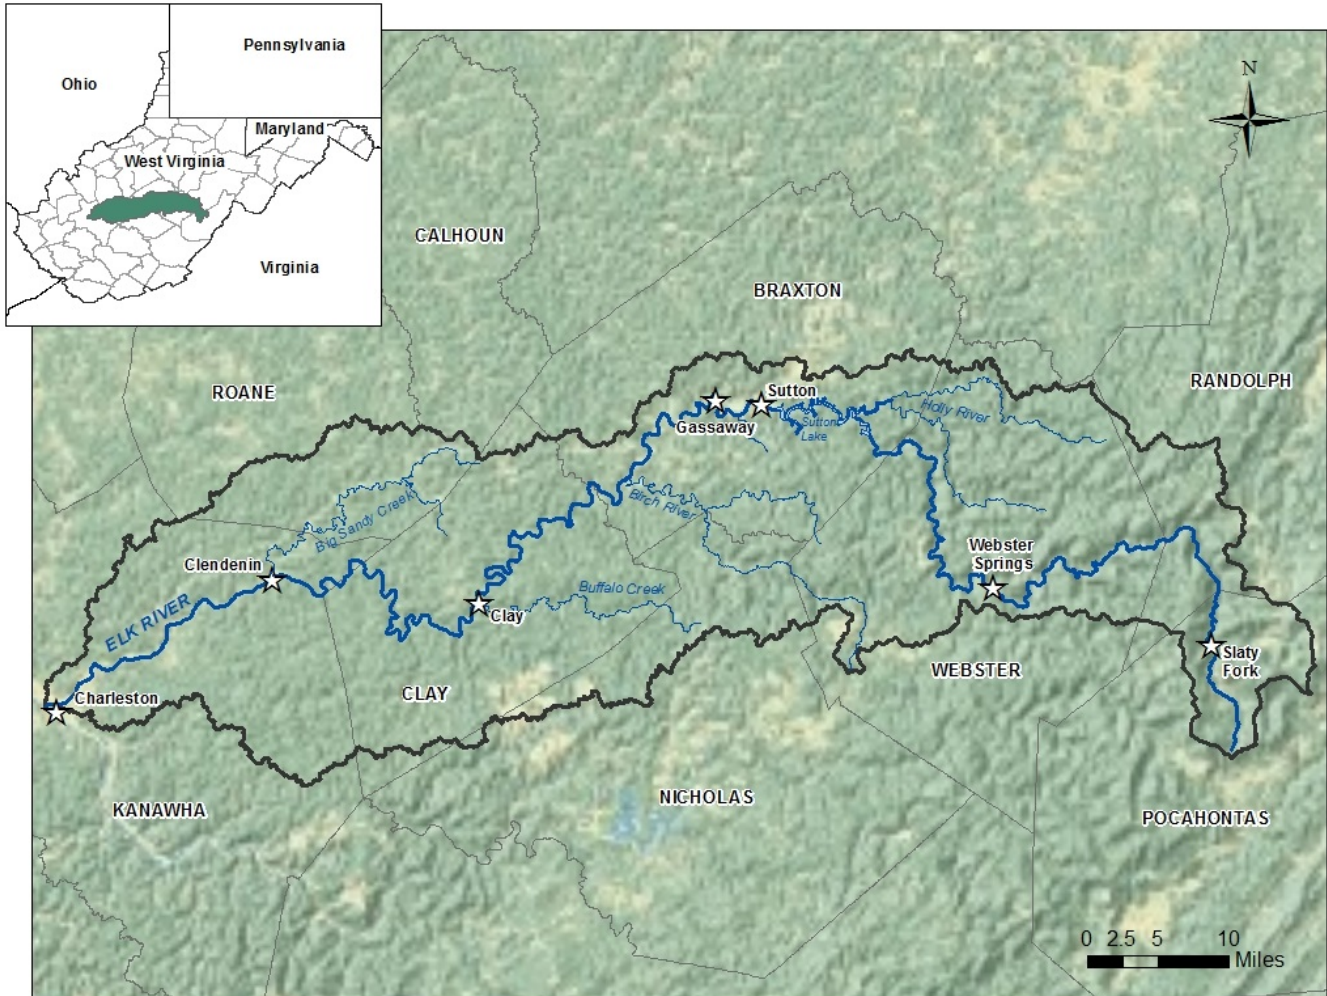 Pennsylvania
Ohio
Maryland
West Virginia
Virginia
N
CALHOUN
BRAXTON
ROANE
RANDOLPH
Sutton
Gassaway
Sutton
Lake
Holly River
Big Sandy Creek
Birch River
Clendenin
Webster
Springs
Buffalo Creek
ELK RIVER
Clay
Slaty
Fork
WEBSTER
CLAY
Charleston
KANAWHA
NICHOLAS
POCAHONTAS
0 2.5 5 10
Miles